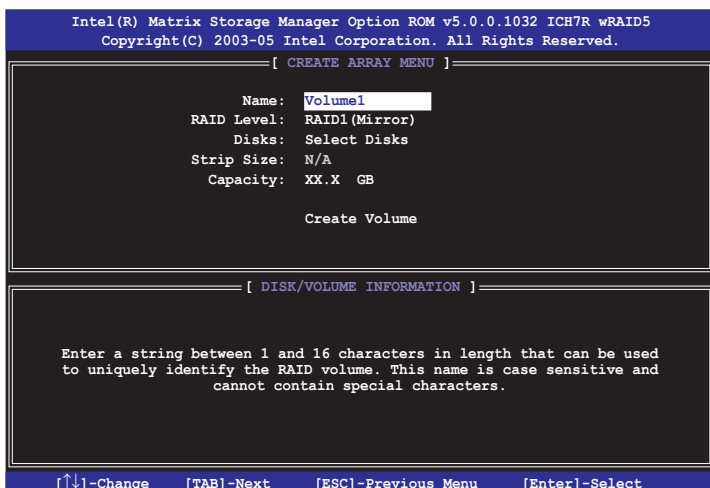 Intel(R) Matrix Storage Manager Option ROM v5.0.0.1032 ICH7R wRAID5
Copyright(C) 2003-05 Intel Corporation. All Rights Reserved.
[ CREATE ARRAY MENU ]
Name: Volume1
RAID Level: RAID1(Mirror)
Disks: Select Disks
Strip Size: N/A
Capacity: XX.X GB
Create Volume
[ DISK/VOLUME INFORMATION ]
Enter a string between 1 and 16 characters in length that can be used
to uniquely identify the RAID volume. This name is case sensitive and
cannot contain special characters.
[↑↓]-Change [TAB]-Next [ESC]-Previous Menu [Enter]-Select